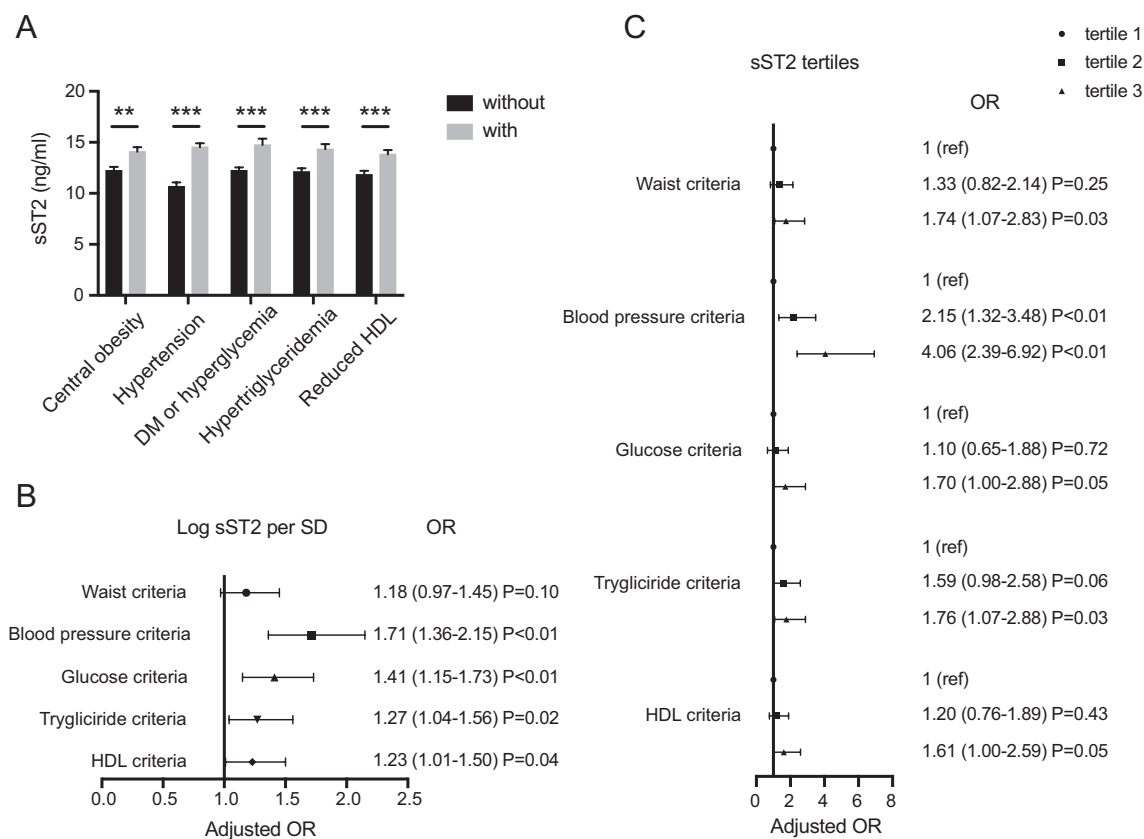 A
20
15
10
5
0
sST2 (ng/ml)
** *** *** *** ***
without
with
Central obesity
Hypertension
DM or hyperglycemia
Hypertriglyceridemia
Reduced HDL
B
Log sST2 per SD OR
Waist criteria 1.18 (0.97-1.45) P=0.10
Blood pressure criteria 1.71 (1.36-2.15) P<0.01
Glucose criteria 1.41 (1.15-1.73) P<0.01
Trygliciride criteria 1.27 (1.04-1.56) P=0.02
HDL criteria 1.23 (1.01-1.50) P=0.04
0.0 0.5 1.0 1.5 2.0 2.5
Adjusted OR
C
tertile 1
tertile 2
tertile 3
sST2 tertiles
OR
1 (ref)
Waist criteria 1.33 (0.82-2.14) P=0.25
1.74 (1.07-2.83) P=0.03
1 (ref)
Blood pressure criteria 2.15 (1.32-3.48) P<0.01
4.06 (2.39-6.92) P<0.01
1 (ref)
Glucose criteria 1.10 (0.65-1.88) P=0.72
1.70 (1.00-2.88) P=0.05
1 (ref)
Trygliciride criteria 1.59 (0.98-2.58) P=0.06
1.76 (1.07-2.88) P=0.03
1 (ref)
HDL criteria 1.20 (0.76-1.89) P=0.43
1.61 (1.00-2.59) P=0.05
0 2 4 6 8
Adjusted OR